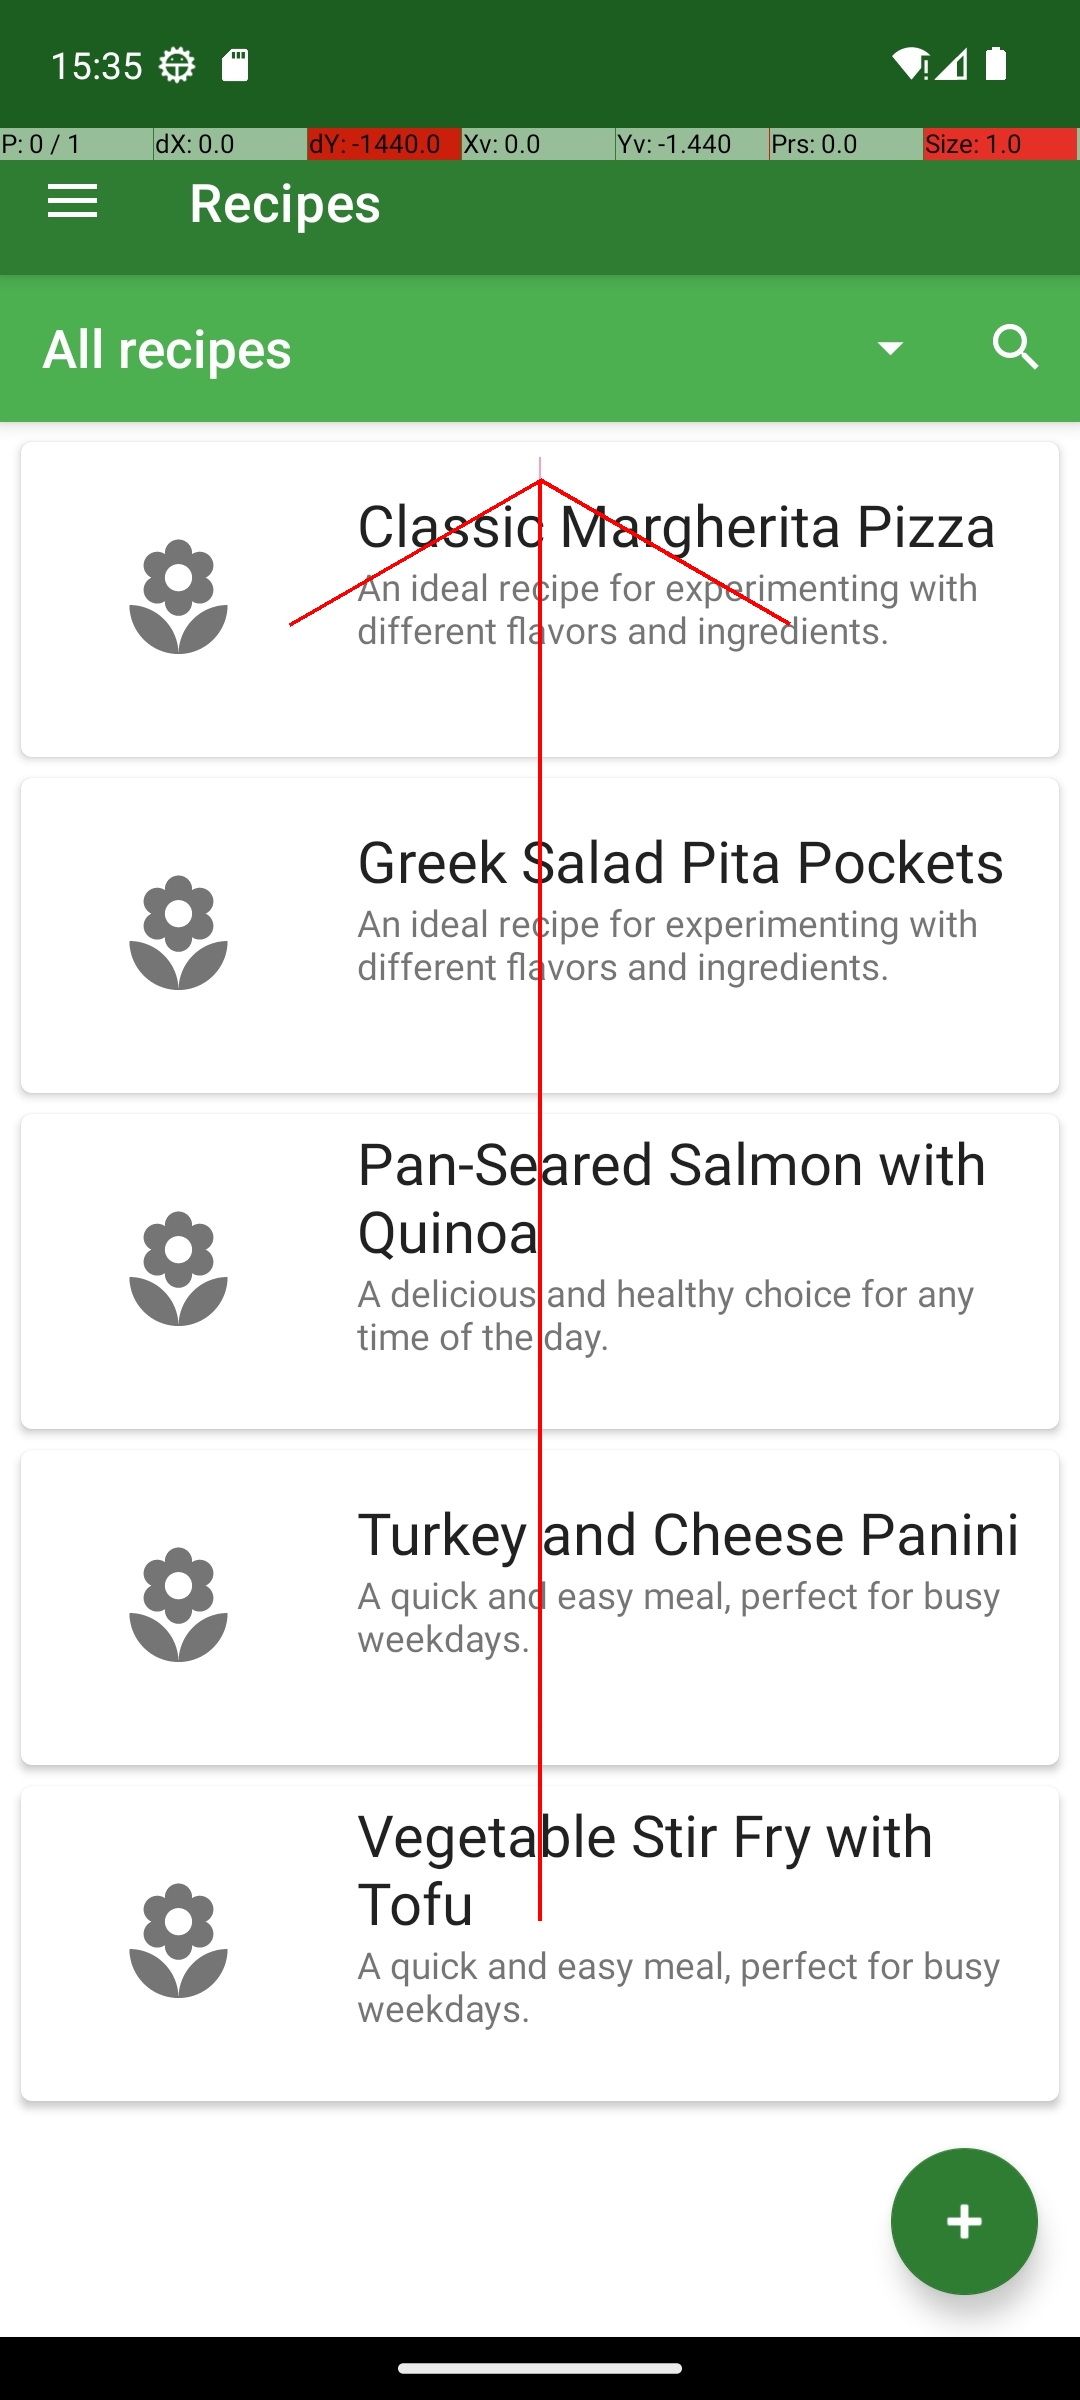 15:35
P: 0 / 1 dX: 0.0 dY: -1440.0 Xv: 0.0 Yv: -1.440 Prs: 0.0 Size: 1.0
Recipes
All recipes
Classic Margherita Pizza
An ideal recipe for experimenting with
different flavors and ingredients.
Greek Salad Pita Pockets
An ideal recipe for experimenting with
different flavors and ingredients.
Pan-Seared Salmon with
Quinoa
A delicious and healthy choice for any
time of the day.
Turkey and Cheese Panini
A quick and easy meal, perfect for busy
weekdays.
Vegetable Stir Fry with
Tofu
A quick and easy meal, perfect for busy
weekdays.